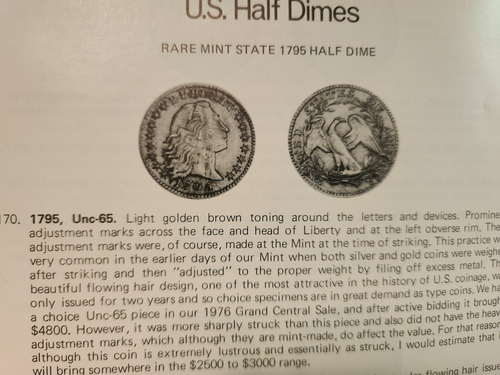 U.S. Half Dimes
RARE MINT STATE 1795 HALF DIME
170. 1795, Unc-65. Light golden brown toning around the letters and devices.
adjustment marks across the face and head of Liberty and at the left obverse rim.
adjustment marks were, of course, made at the Mint at the time of striking. This practice
very common in the earlier days of our Mint when both silver and gold coins were
after striking and then "adjusted" to the proper weight by filing off excess metal.
beautiful flowing hair design, one of the most attractive in the history of U.S. coinage,
only issued for two years and so choice specimens are in great demand as type coins. We
a choice Unc-65 piece in our 1976 Grand Central Sale, and after active bidding it
$4800. However, it was more sharply struck than this piece and also did not have the
adjustment marks, which although they are mint-made, do affect the value. For that
although this coin is extremely lustrous and essentially as struck, I would estimate that
will bring somewhere in the $2500 to $3000 range.
flowing hair